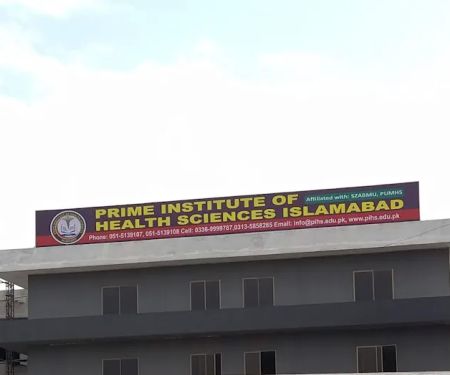 PRIME INSTITUTE OF
Affiliated with: SZABMU, PUMHS
HEALTH SCIENCES ISLAMABAD
Phone: 051-5139107, 051-5139108 Cell: 0336-9998787,0313-5858265 Email: info@pihs.edu.pk, www.pihs.edu.pk